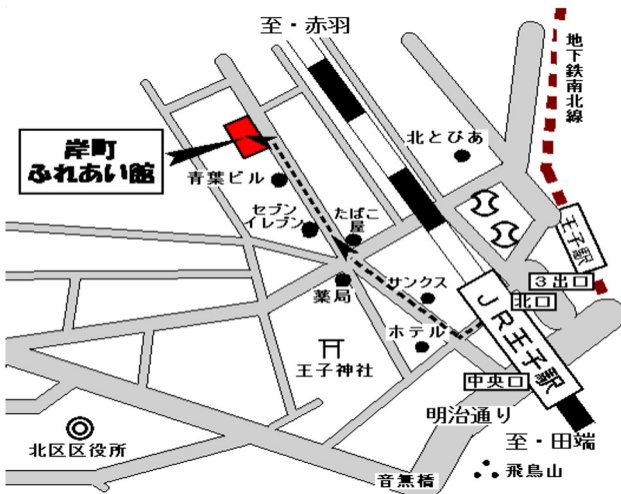 至・赤羽
地下鉄南北線
岸町
ふれあい館
北とぴあ
青葉ビル
セブン
イレブン
たばこ
屋
王子駅
3出口
サンクス
北口
薬局
JR王子駅
ホテル
王子神社
中央口
明治通り
北区区役所
至・田端
音無橋
飛鳥山